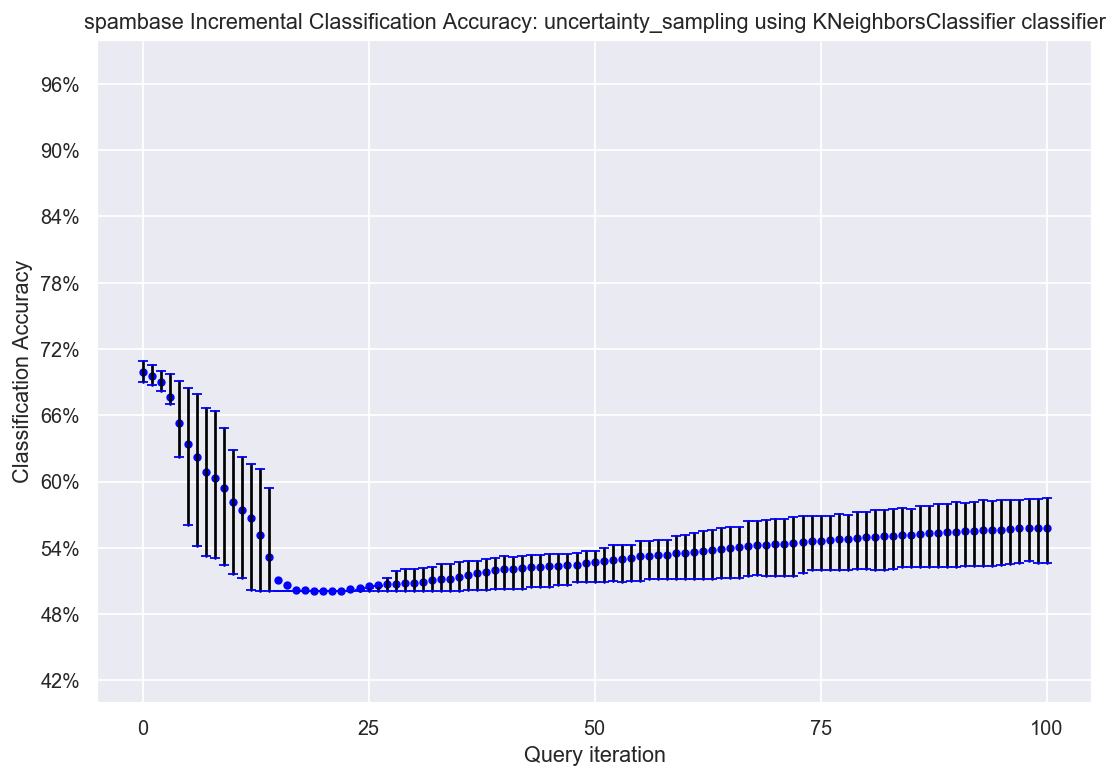 spambase Incremental Classification Accuracy: uncertainty_sampling using KNeighborsClassifier classifier
96%
90%
84%
78%
72%
66%
60%
54%
48%
42%
Classification Accuracy
0 25 50 75 100
Query iteration